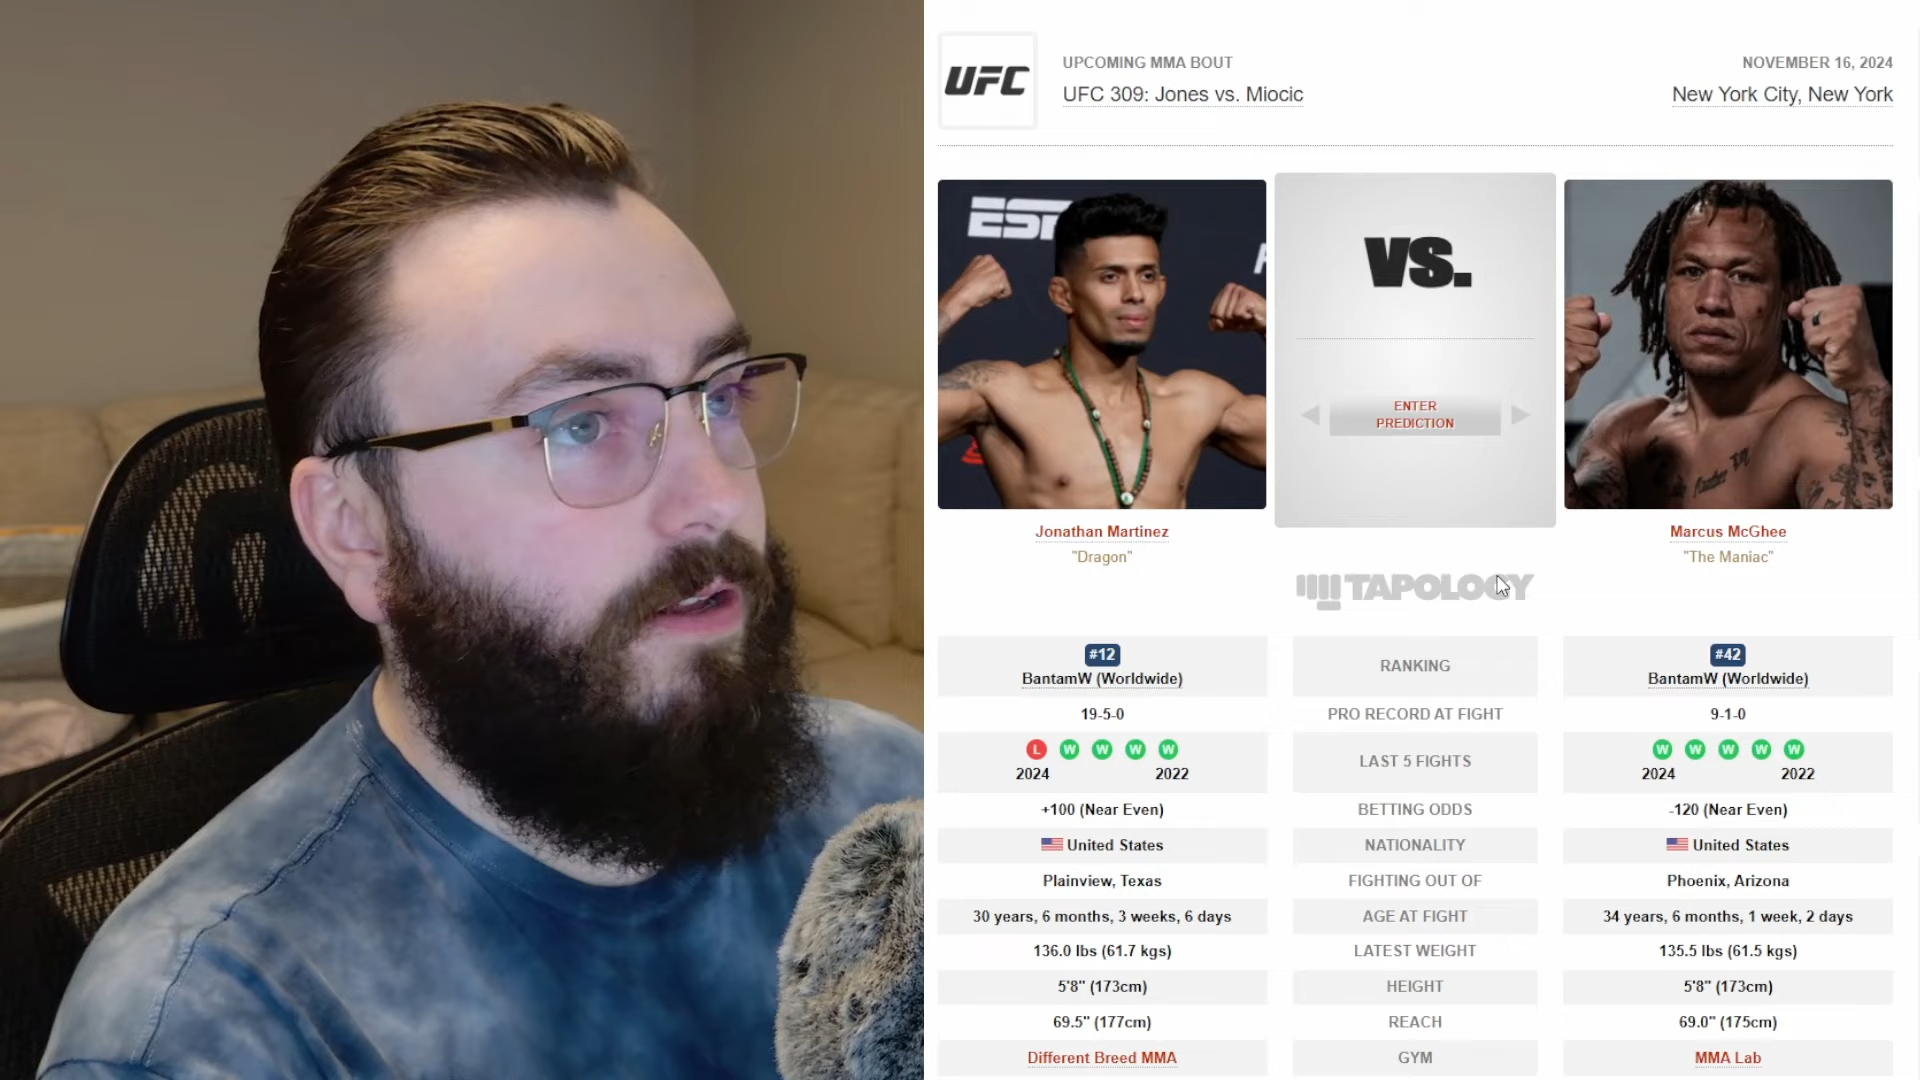 UFC
UPCOMING MMA BOUT
UFC 309: Jones vs. Miocic
NOVEMBER 16, 2024
New York City, New York
VS.
ENTER
PREDICTION
Jonathan Martinez
"Dragon"
Marcus McGhee
"The Maniac"
TAPOLOGY
#12
BantamW (Worldwide)
RANKING
#42
BantamW (Worldwide)
19-5-0
PRO RECORD AT FIGHT
9-1-0
L W W W W
2024 2022
LAST 5 FIGHTS
W W W W W
2024 2022
+100 (Near Even)
BETTING ODDS
-120 (Near Even)
United States
NATIONALITY
United States
Plainview, Texas
FIGHTING OUT OF
Phoenix, Arizona
30 years, 6 months, 3 weeks, 6 days
AGE AT FIGHT
34 years, 6 months, 1 week, 2 days
136.0 lbs (61.7 kgs)
LATEST WEIGHT
135.5 lbs (61.5 kgs)
5'8" (173cm)
HEIGHT
5'8" (173cm)
69.5" (177cm)
REACH
69.0" (175cm)
Different Breed MMA
GYM
MMA Lab